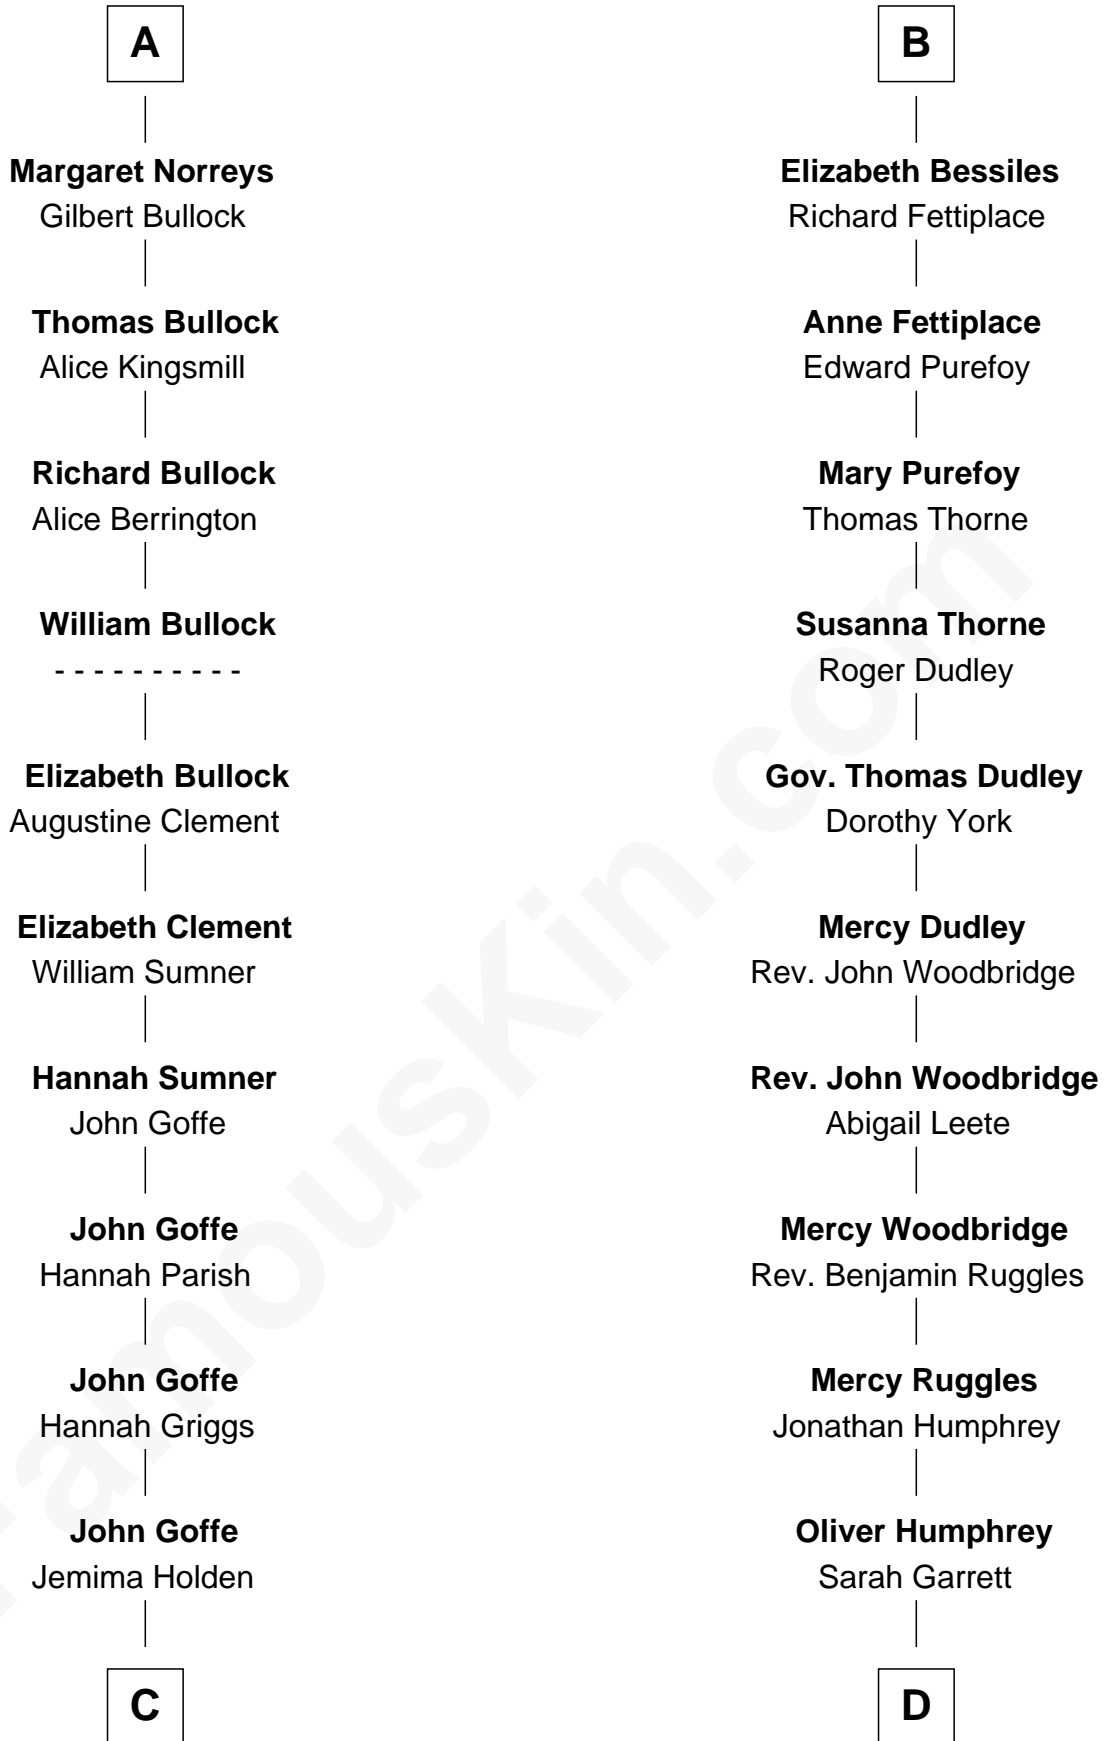 A
Margaret Norreys
Gilbert Bullock
Thomas Bullock
Alice Kingsmill
Richard Bullock
Alice Berrington
William Bullock
- - - - - - - - - -
Elizabeth Bullock
Augustine Clement
Elizabeth Clement
William Sumner
Hannah Sumner
John Goffe
John Goffe
Hannah Parish
John Goffe
Hannah Griggs
John Goffe
Jemima Holden
C
B
Elizabeth Bessiles
Richard Fettiplace
Anne Fettiplace
Edward Purefoy
Mary Purefoy
Thomas Thorne
Susanna Thorne
Roger Dudley
Gov. Thomas Dudley
Dorothy York
Mercy Dudley
Rev. John Woodbridge
Rev. John Woodbridge
Abigail Leete
Mercy Woodbridge
Rev. Benjamin Ruggles
Mercy Ruggles
Jonathan Humphrey
Oliver Humphrey
Sarah Garrett
D
FamousKin.com